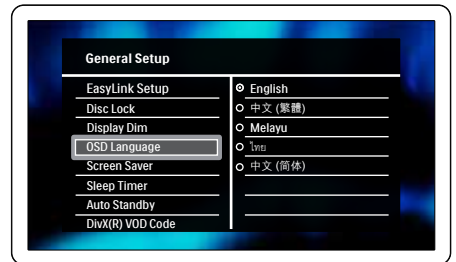 General Setup
EasyLink Setup
Disc Lock
Display Dim
OSD Language
Screen Saver
Sleep Timer
Auto Standby
DivX(R) VOD Code
English
中文 (繁體)
Melayu
ไทย
中文 (简体)